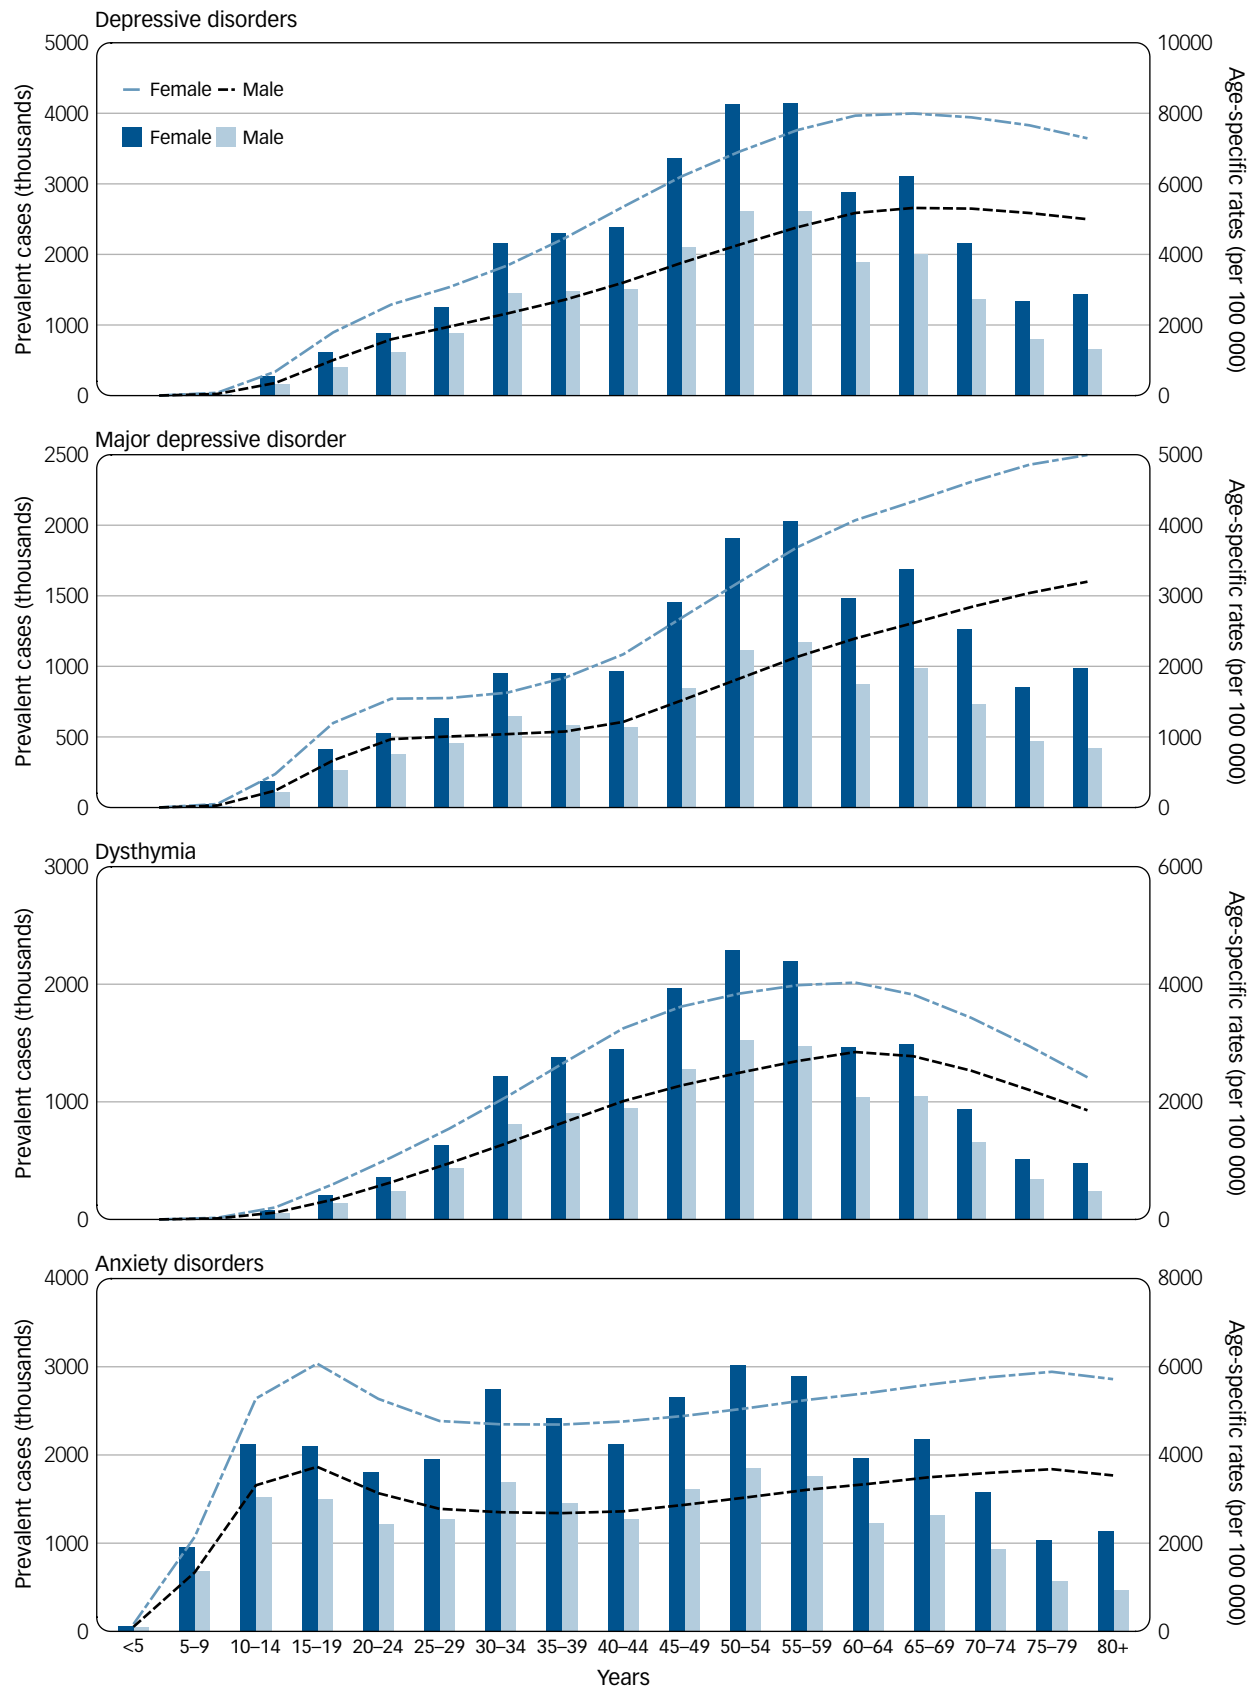 Depressive disorders
5000
4000
3000
2000
1000
0
Prevalent cases (thousands)
Female Male
Female Male
10000
8000
6000
4000
2000
0
Age-specific rates (per 100 000)
Major depressive disorder
2500
2000
1500
1000
500
0
Prevalent cases (thousands)
5000
4000
3000
2000
1000
0
Age-specific rates (per 100 000)
Dysthymia
3000
2000
1000
0
Prevalent cases (thousands)
6000
4000
2000
0
Age-specific rates (per 100 000)
Anxiety disorders
4000
3000
2000
1000
0
Prevalent cases (thousands)
8000
6000
4000
2000
0
Age-specific rates (per 100 000)
<5 5–9 10–14 15–19 20–24 25–29 30–34 35–39 40–44 45–49 50–54 55–59 60–64 65–69 70–74 75–79 80+
Years